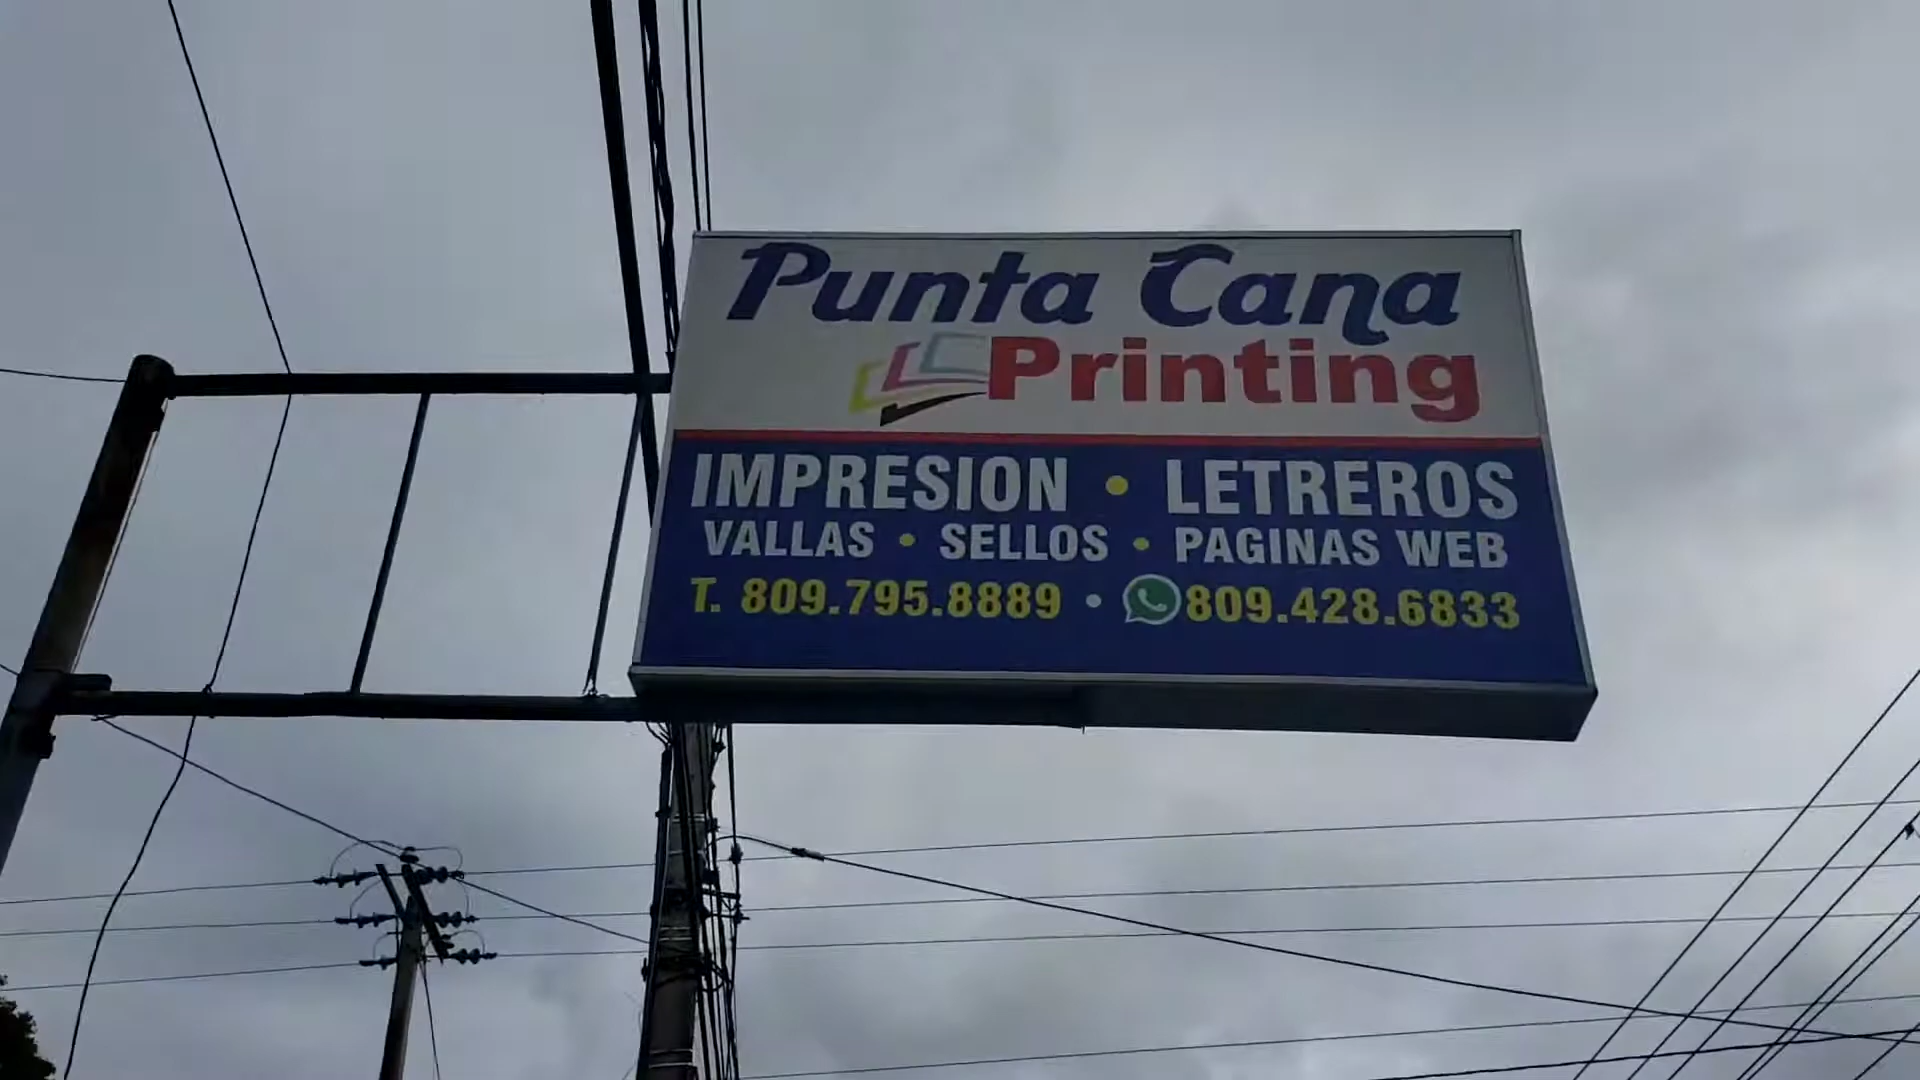 Punta Cana
Printing
IMPRESION • LETREROS
VALLAS • SELLOS • PAGINAS WEB
T. 809.795.8889 • 809.428.6833